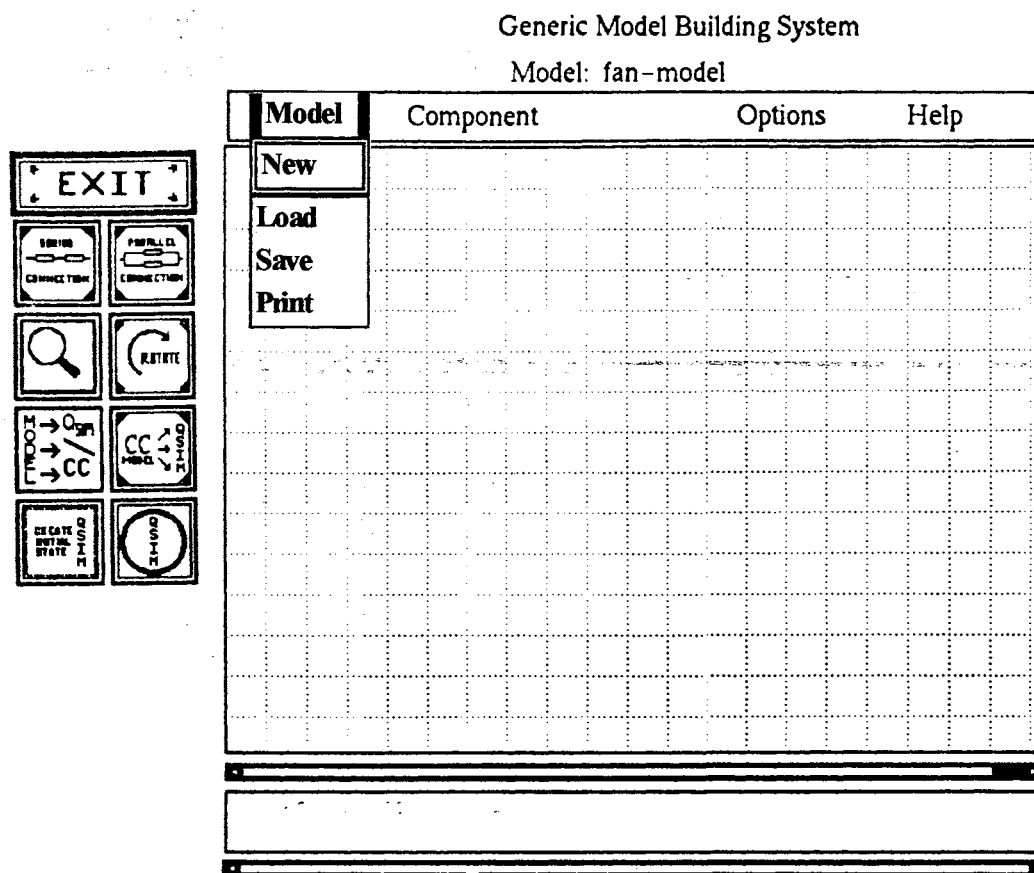 Generic Model Building System
Model: fan-model
Model Component Options Help
New
Load
Save
Print
EXIT
SERIES
CONNECTION
PARALLEL
CONNECTION
ROTATE
MODEL → QSIM / CC
CC MODEL QSIM
CREATE INITIAL STATE QSIM
QSIM